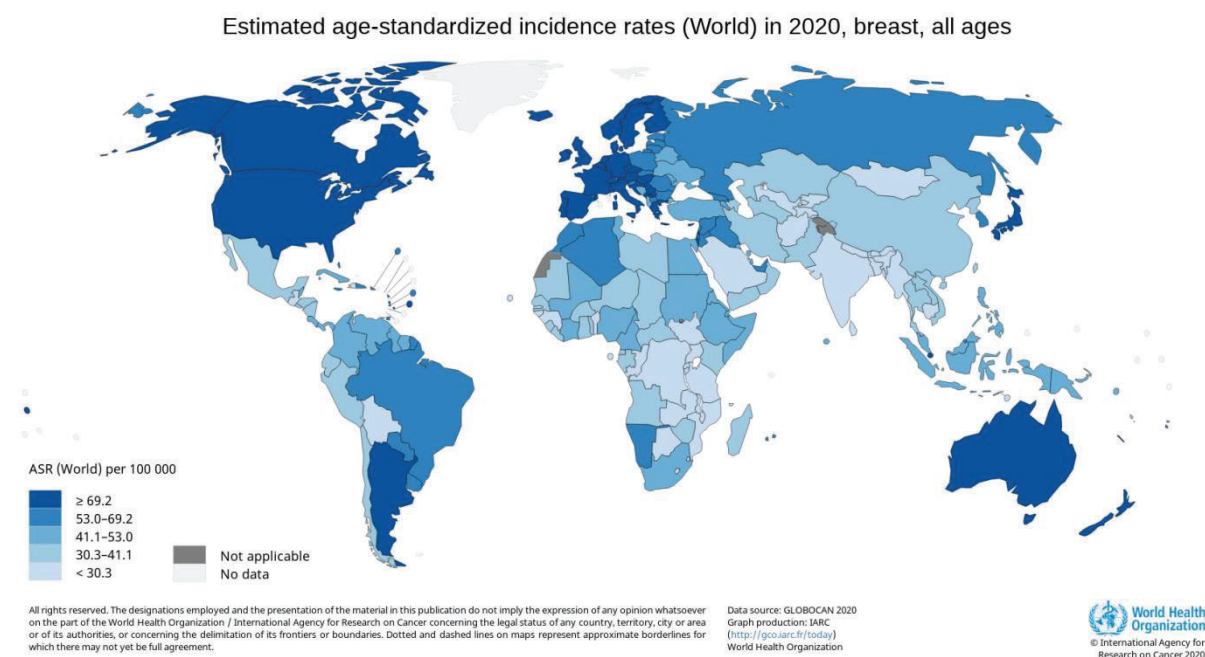 Estimated age-standardized incidence rates (World) in 2020, breast, all ages
ASR (World) per 100 000
≥ 69.2
53.0–69.2
41.1–53.0
30.3–41.1
< 30.3
Not applicable
No data
All rights reserved. The designations employed and the presentation of the material in this publication do not imply the expression of any opinion whatsoever
on the part of the World Health Organization / International Agency for Research on Cancer concerning the legal status of any country, territory, city or area
or of its authorities, or concerning the delimitation of its frontiers or boundaries. Dotted and dashed lines on maps represent approximate borderlines for
which there may not yet be full agreement.
Data source: GLOBOCAN 2020
Graph production: IARC
(http://gco.iarc.fr/today)
World Health Organization
World Health
Organization
© International Agency for
Research on Cancer 2020